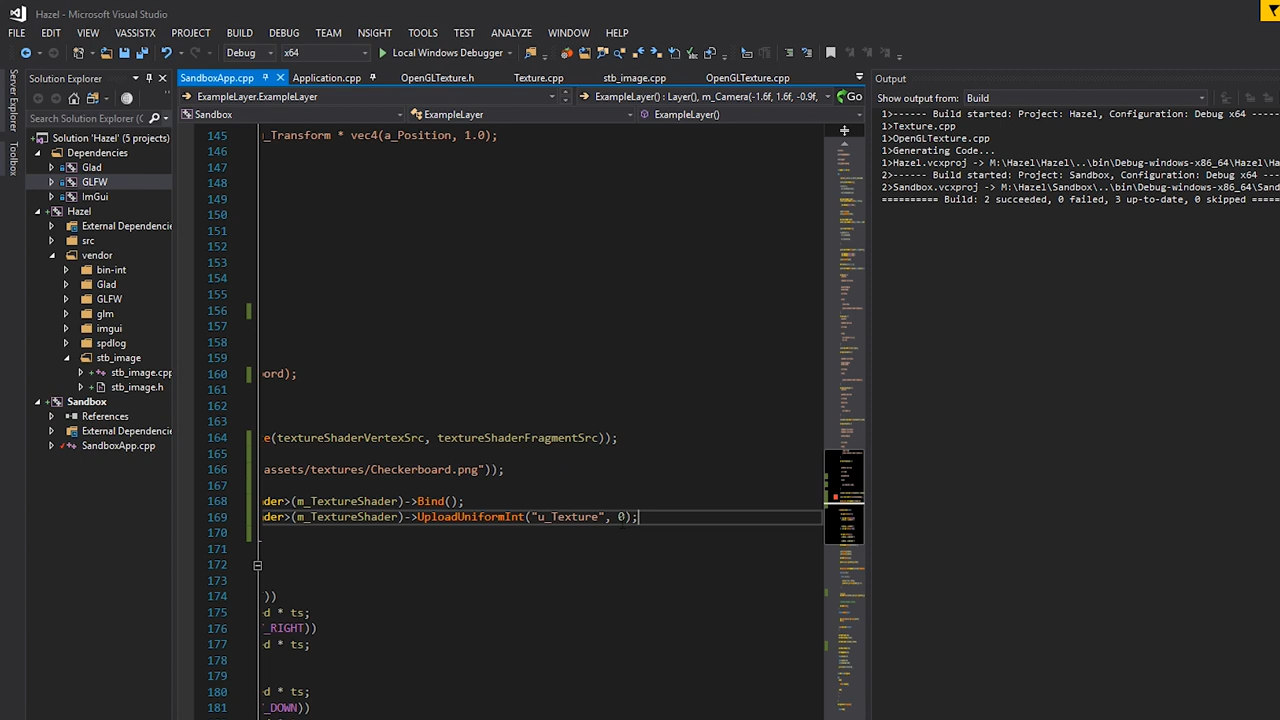 Hazel - Microsoft Visual Studio
FILE EDIT VIEW VASSISTX PROJECT BUILD DEBUG TEAM NSIGHT TOOLS TEST ANALYZE WINDOW HELP
Debug x64 Local Windows Debugger
Server Explorer
Toolbox
Solution Explorer
Search Solution Explorer
Solution 'Hazel' (5 projects)
Dependencies
Glad
GLFW
ImGui
Hazel
External
src
vendor
bin-int
Glad
GLFW
glm
imgui
spdlog
stb_image
stb_image.cp
stb_image.h
Sandbox
References
External Dependencie
SandboxApp.cpp
SandboxApp.cpp Application.cpp OpenGLTexture.h Texture.cpp stb_image.cpp OpenGLTexture.cpp
ExampleLayer.ExampleLayer ExampleLayer() : Layer(), m_Camera(-1.6f, 1.6f, -0.9f, Go
Sandbox ExampleLayer ExampleLayer()
145 _Transform * vec4(a_Position, 1.0);
146
147
148
149
150
151
152
153
154
155
156
157
158
159
160 ord);
161
162
163
164 e(textureShaderVertexSrc, textureShaderFragmentSrc));
165
166 assets/textures/Checkerboard.png"));
167
168 der>(m_TextureShader)->Bind();
169 der>(m_TextureShader)->UploadUniformInt("u_Texture", 0);
170
171
172
173
174 ))
175 d * ts;
176 _RIGHT))
177 d * ts;
178
179
180 d * ts;
181 _DOWN))
Output
Show output from: Build
1>------ Build started: Project: Hazel, Configuration: Debug x64
1>Texture.cpp
1>OpenGLTexture.cpp
1>Generating Code...
1>Hazel.vcxproj -> M:\Hazel\Hazel\..\bin\Debug-windows-x86_64\Hazel\H
2>------ Build started: Project: Sandbox, Configuration: Debug x64
2>Sandbox.vcxproj -> M:\Hazel\Sandbox\..\bin\Debug-windows-x86_64\San
========== Build: 2 succeeded, 0 failed, 3 up-to-date, 0 skipped =====